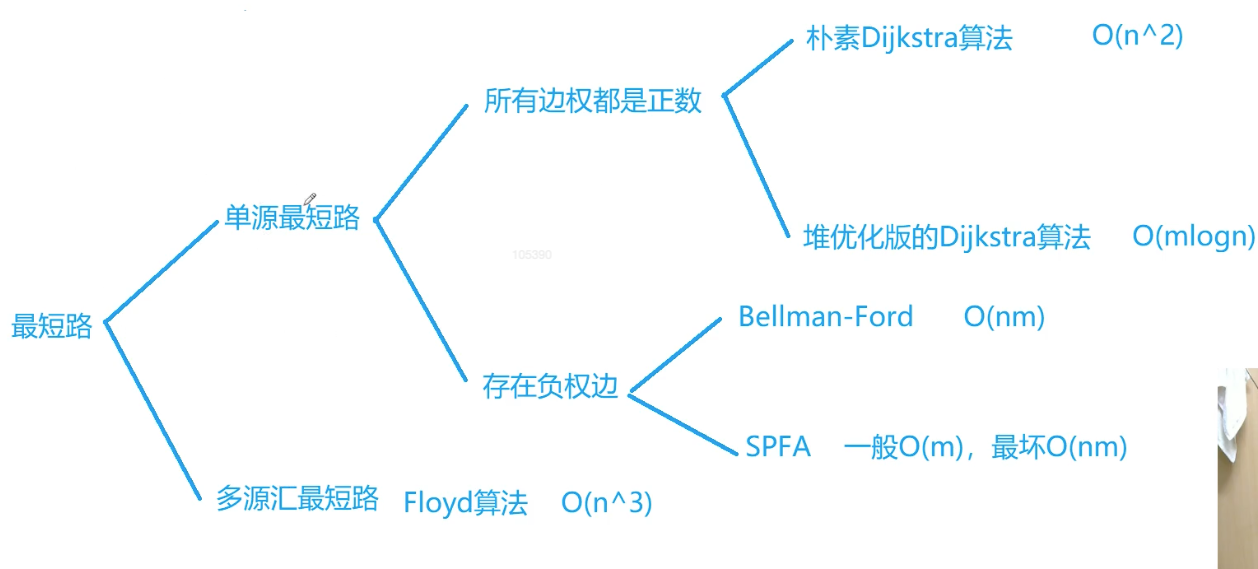 朴素Dijkstra算法 O(n^2)
所有边权都是正数
单源最短路
堆优化版的Dijkstra算法 O(mlogn)
105390
最短路
Bellman-Ford O(nm)
存在负权边
SPFA 一般O(m)，最坏O(nm)
多源汇最短路 Floyd算法 O(n^3)